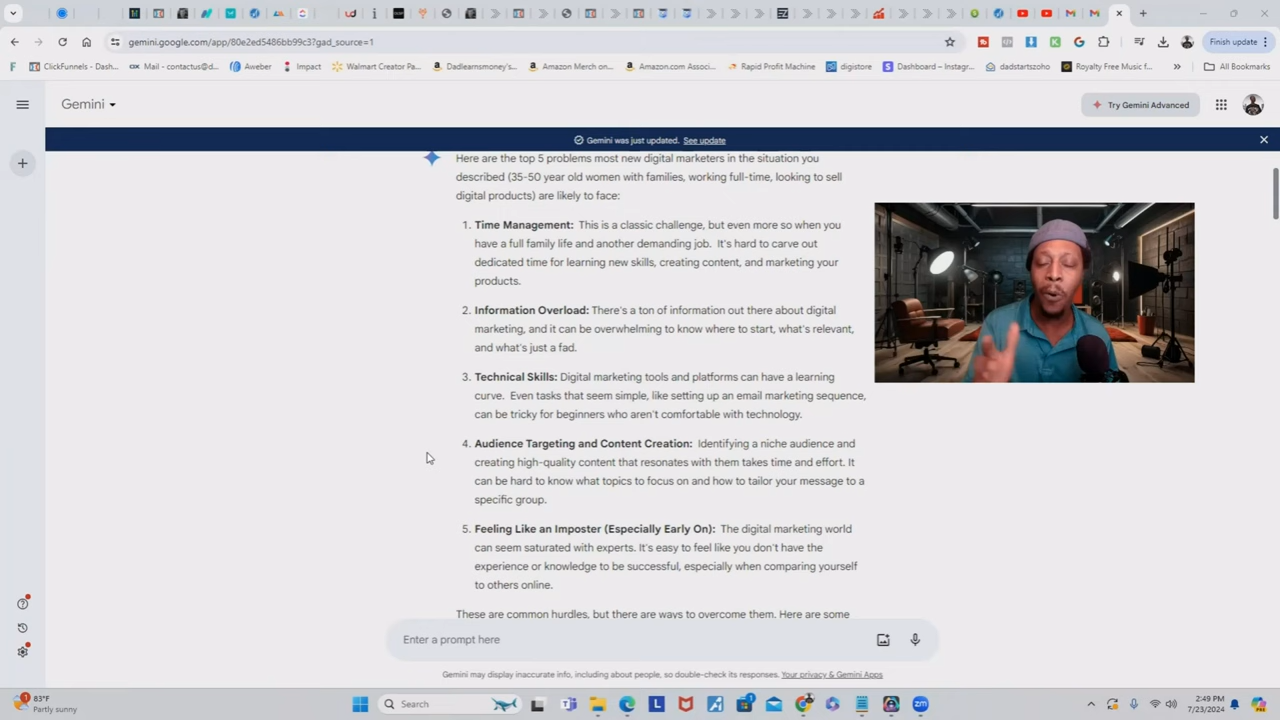 gemini.google.com/app/80e2ed5486bb99c3?gad_source=1
Finish update
ClickFunnels - Dash...
Mail - contactus@d...
Aweber
Impact
Walmart Creator Pa...
Dadlearnsmoney's...
Amazon Merch on...
Amazon.com Associ...
Rapid Profit Machine
digistore
Dashboard – Instagr...
dadstartszoho
Royalty Free Music f...
All Bookmarks
Gemini
Try Gemini Advanced
Gemini was just updated. See update
Here are the top 5 problems most new digital marketers in the situation you
described (35-50 year old women with families, working full-time, looking to sell
digital products) are likely to face:
1. Time Management: This is a classic challenge, but even more so when you
have a full family life and another demanding job. It's hard to carve out
dedicated time for learning new skills, creating content, and marketing your
products.
2. Information Overload: There's a ton of information out there about digital
marketing, and it can be overwhelming to know where to start, what's relevant,
and what's just a fad.
3. Technical Skills: Digital marketing tools and platforms can have a learning
curve. Even tasks that seem simple, like setting up an email marketing sequence,
can be tricky for beginners who aren't comfortable with technology.
4. Audience Targeting and Content Creation: Identifying a niche audience and
creating high-quality content that resonates with them takes time and effort. It
can be hard to know what topics to focus on and how to tailor your message to a
specific group.
5. Feeling Like an Imposter (Especially Early On): The digital marketing world
can seem saturated with experts. It's easy to feel like you don't have the
experience or knowledge to be successful, especially when comparing yourself
to others online.
These are common hurdles, but there are ways to overcome them. Here are some
Enter a prompt here
Gemini may display inaccurate info, including about people, so double-check its responses. Your privacy & Gemini Apps
83°F
Partly sunny
Search
2:49 PM
7/23/2024